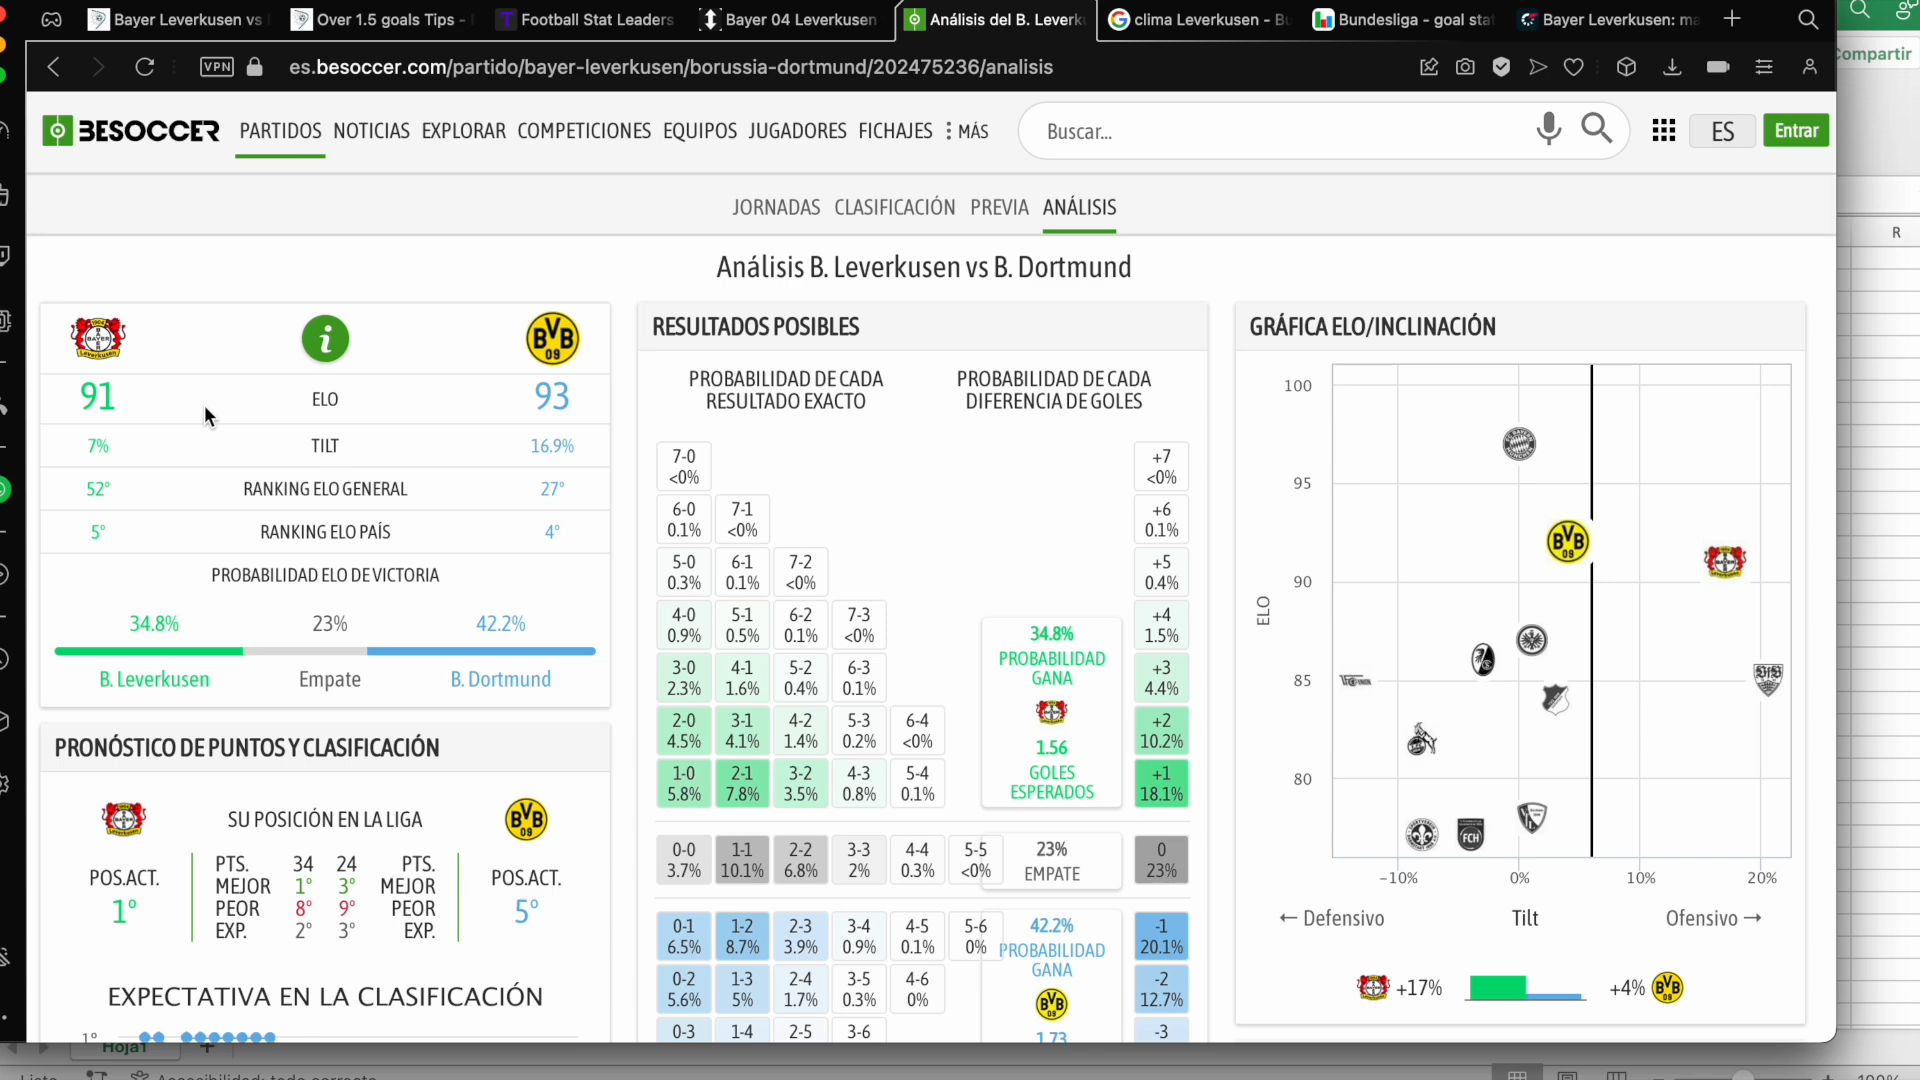 Bayer Leverkusen vs
Over 1.5 goals Tips -
Football Stat Leaders
Bayer 04 Leverkusen
Análisis del B. Leverk
clima Leverkusen - B
Bundesliga - goal stat
Bayer Leverkusen: ma
VPN
es.besoccer.com/partido/bayer-leverkusen/borussia-dortmund/202475236/analisis
Compartir
BESOCCER
PARTIDOS NOTICIAS EXPLORAR COMPETICIONES EQUIPOS JUGADORES FICHAJES MÁS
Buscar...
ES
Entrar
JORNADAS CLASIFICACIÓN PREVIA ANÁLISIS
R
Análisis B. Leverkusen vs B. Dortmund
91 ELO 93
7% TILT 16.9%
52° RANKING ELO GENERAL 27°
5° RANKING ELO PAÍS 4°
PROBABILIDAD ELO DE VICTORIA
34.8% 23% 42.2%
B. Leverkusen Empate B. Dortmund
PRONÓSTICO DE PUNTOS Y CLASIFICACIÓN
SU POSICIÓN EN LA LIGA
POS.ACT. POS.ACT.
1° 5°
PTS. 34 24 PTS.
MEJOR 1° 3° MEJOR
PEOR 8° 9° PEOR
EXP. 2° 3° EXP.
EXPECTATIVA EN LA CLASIFICACIÓN
1°
RESULTADOS POSIBLES
PROBABILIDAD DE CADA
RESULTADO EXACTO
PROBABILIDAD DE CADA
DIFERENCIA DE GOLES
7-0 +7
<0% <0%
6-0 7-1 +6
0.1% <0% 0.1%
5-0 6-1 7-2 +5
0.3% 0.1% <0% 0.4%
4-0 5-1 6-2 7-3 +4
0.9% 0.5% 0.1% <0% 1.5%
3-0 4-1 5-2 6-3 +3
2.3% 1.6% 0.4% 0.1% 4.4%
2-0 3-1 4-2 5-3 6-4 +2
4.5% 4.1% 1.4% 0.2% <0% 10.2%
1-0 2-1 3-2 4-3 5-4 +1
5.8% 7.8% 3.5% 0.8% 0.1% 18.1%
34.8%
PROBABILIDAD
GANA
1.56
GOLES
ESPERADOS
0-0 1-1 2-2 3-3 4-4 5-5 0
3.7% 10.1% 6.8% 2% 0.3% <0% 23%
23%
EMPATE
0-1 1-2 2-3 3-4 4-5 5-6 -1
6.5% 8.7% 3.9% 0.9% 0.1% 0% 20.1%
0-2 1-3 2-4 3-5 4-6 -2
5.6% 5% 1.7% 0.3% 0% 12.7%
0-3 1-4 2-5 3-6 -3
42.2%
PROBABILIDAD
GANA
1.73
GRÁFICA ELO/INCLINACIÓN
100
95
90
85
80
ELO
-10% 0% 10% 20%
← Defensivo Tilt Ofensivo →
+17% +4%
Hoja1
Accesibilidad: todo correcto